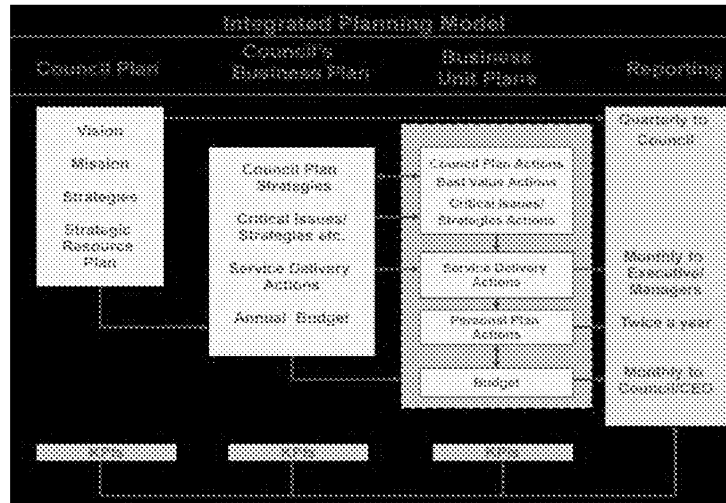 Integrated Planning Model
Council Plan
Council's
Business Plan
Business
Unit Plans
Reporting
Vision
Mission
Strategies
Strategic
Resource
Plan
Council Plan
Strategies
Critical Issues/
Strategies etc.
Service Delivery
Actions
Annual Budget
Council Plan Actions
Best Value Actions
Critical Issues/
Strategies Actions
Service Delivery
Actions
Personal Plan
Actions
Budget
Quarterly to
Council
Monthly to
Executive/
Managers
Twice a year
Monthly to
Council/CEO
KPIs
KPIs
KPIs